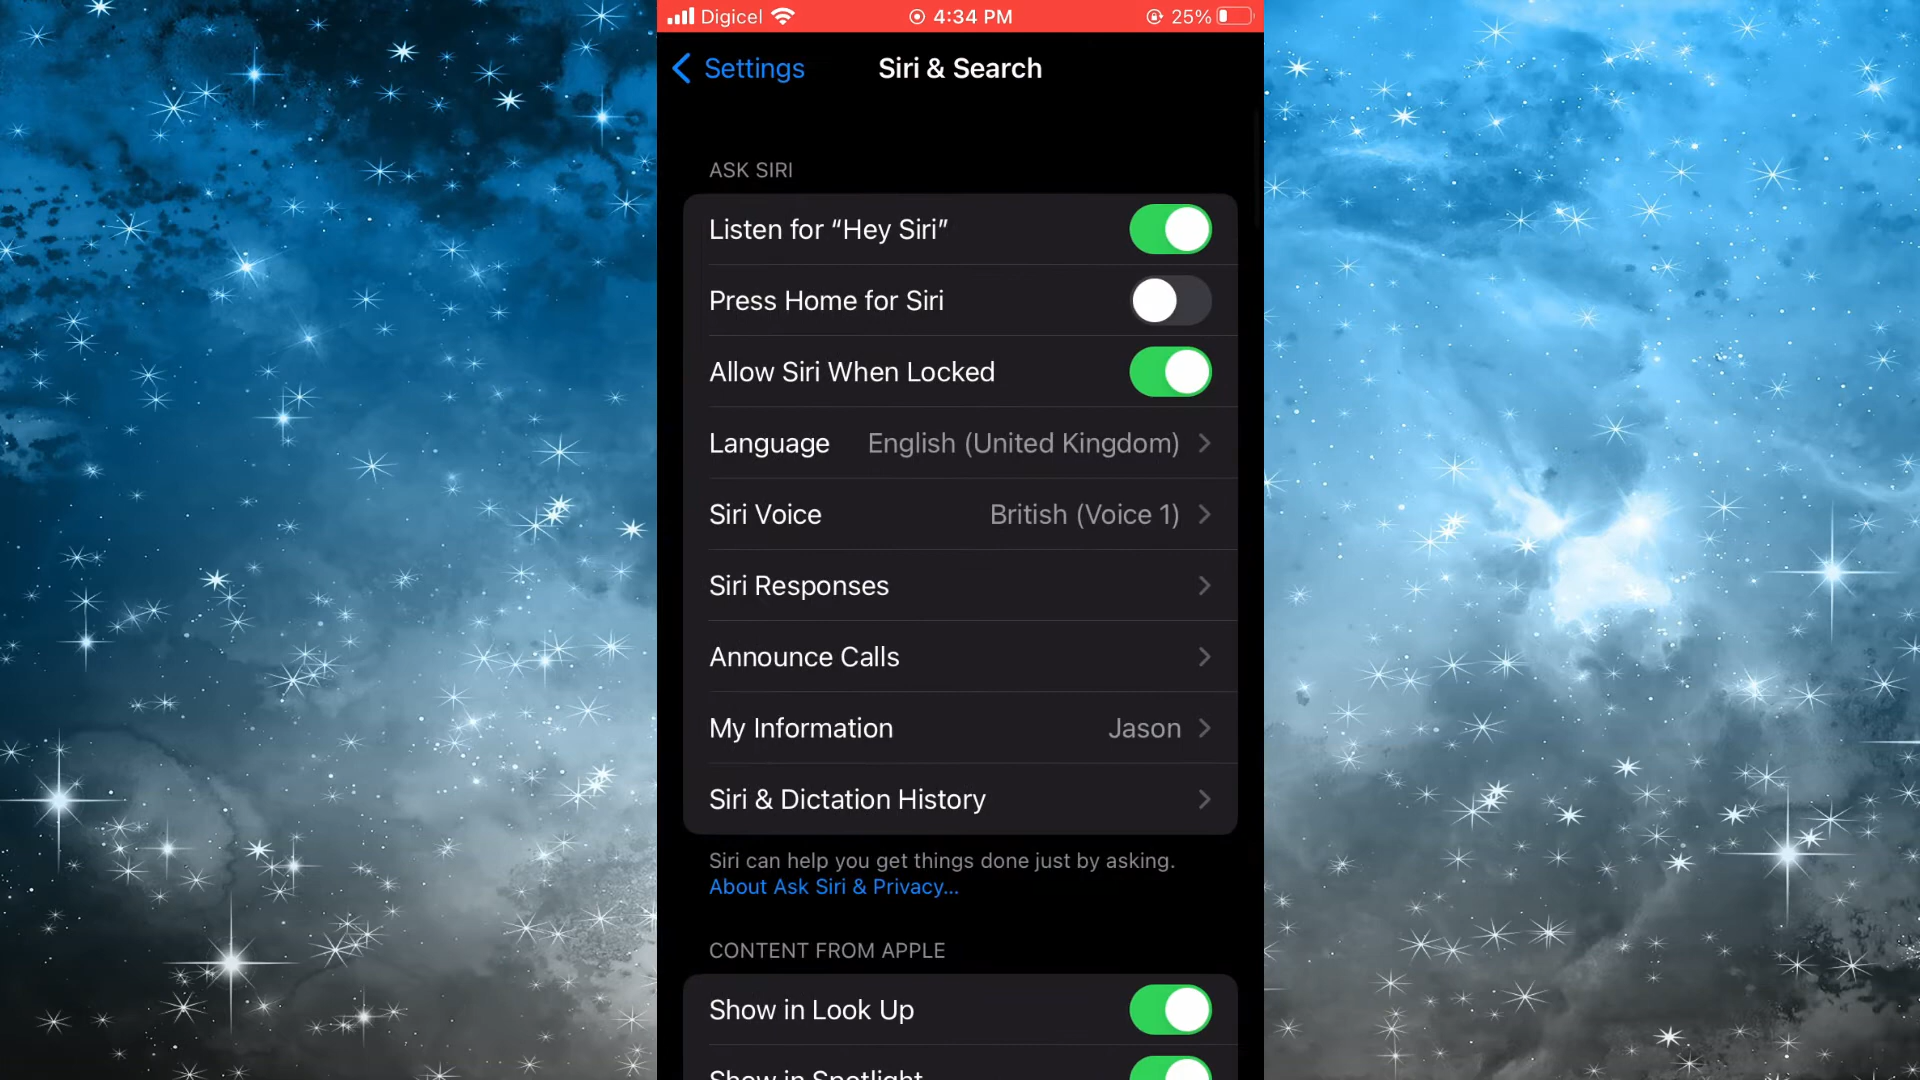 Digicel 4:34 PM 25%
Settings Siri & Search
ASK SIRI
Listen for “Hey Siri”
Press Home for Siri
Allow Siri When Locked
Language English (United Kingdom)
Siri Voice British (Voice 1)
Siri Responses
Announce Calls
My Information Jason
Siri & Dictation History
Siri can help you get things done just by asking.
About Ask Siri & Privacy...
CONTENT FROM APPLE
Show in Look Up
Show in Spotlight